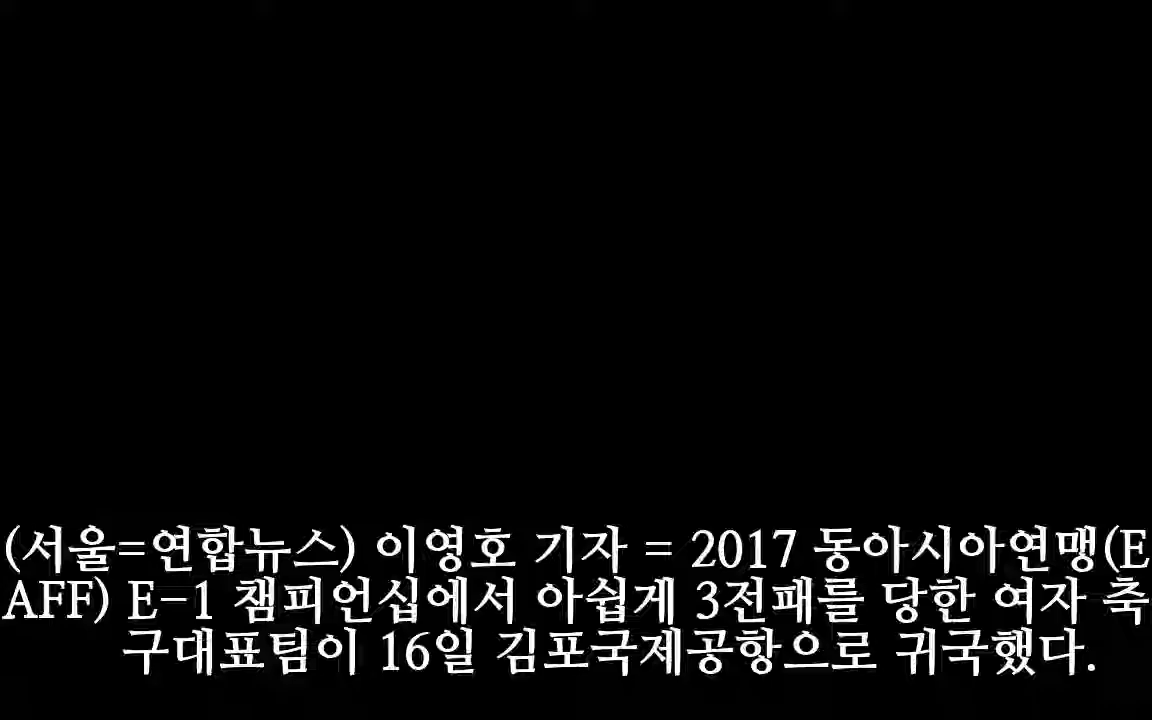 (서울=연합뉴스) 이영호 기자 = 2017 동아시아연맹(E
AFF) E-1 챔피언십에서 아쉽게 3전패를 당한 여자 축
구대표팀이 16일 김포국제공항으로 귀국했다.